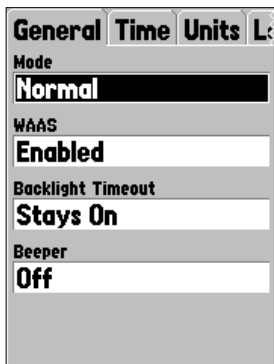 General Time Units L
Mode
Normal
WAAS
Enabled
Backlight Timeout
Stays On
Beeper
Off